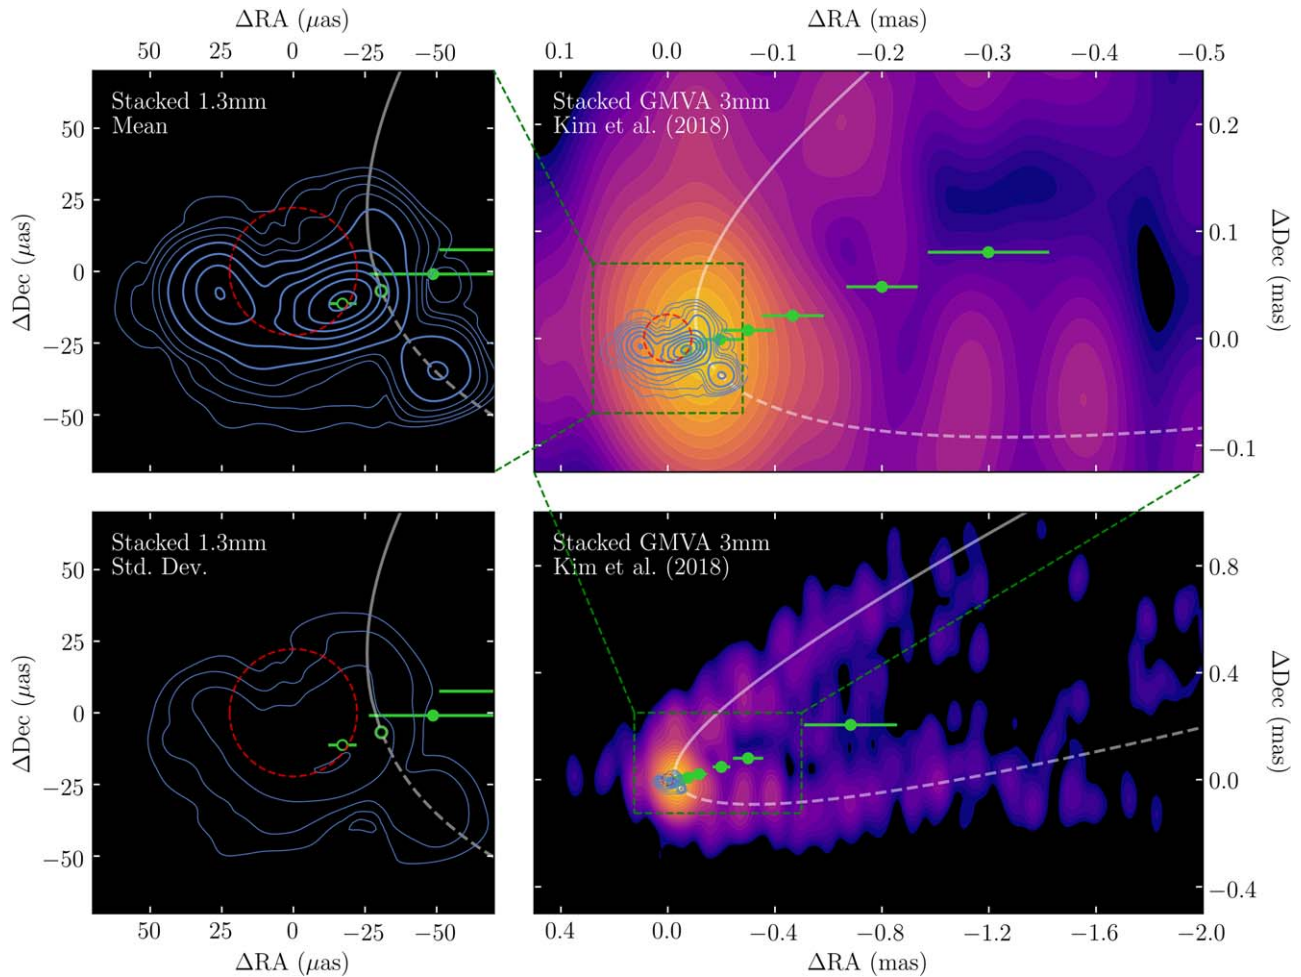 ΔRA (μas)
50 25 0 −25 −50
ΔRA (mas)
0.1 0.0 −0.1 −0.2 −0.3 −0.4 −0.5
Stacked 1.3mm
Mean
ΔDec (μas)
50
25
0
−25
−50
Stacked GMVA 3mm
Kim et al. (2018)
0.2
0.1
0.0
−0.1
ΔDec (mas)
Stacked 1.3mm
Std. Dev.
ΔDec (μas)
50
25
0
−25
−50
50 25 0 −25 −50
ΔRA (μas)
Stacked GMVA 3mm
Kim et al. (2018)
0.8
0.4
0.0
−0.4
ΔDec (mas)
0.4 0.0 −0.4 −0.8 −1.2 −1.6 −2.0
ΔRA (mas)